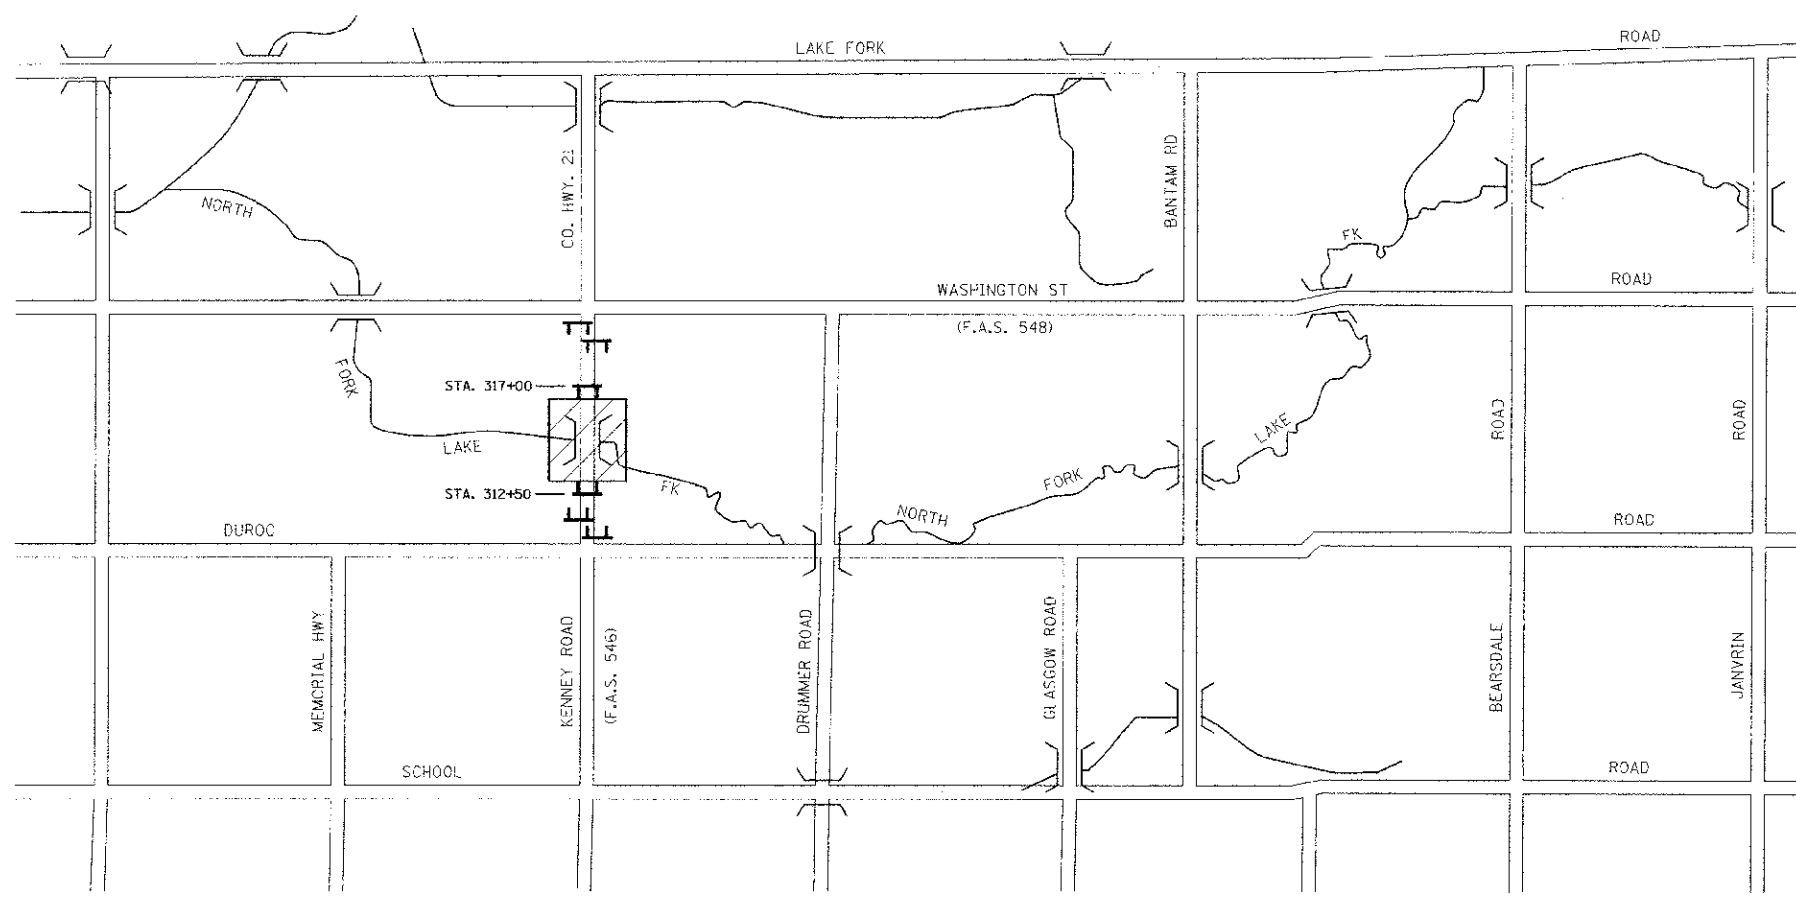 LAKE FORK ROAD
CO. HWY. 21
BANTAM RD
NORTH
FK
WASHINGTON ST ROAD
(F.A.S. 548)
FORK
STA. 317+00
LAKE
LAKE
ROAD
ROAD
STA. 312+50
FK
FORK
NORTH
DUROC ROAD
MEMORIAL HWY
KENNEY ROAD
(F.A.S. 546)
DRUMMER ROAD
GLASGOW ROAD
BEARSDALE
JANVRIN
SCHOOL ROAD